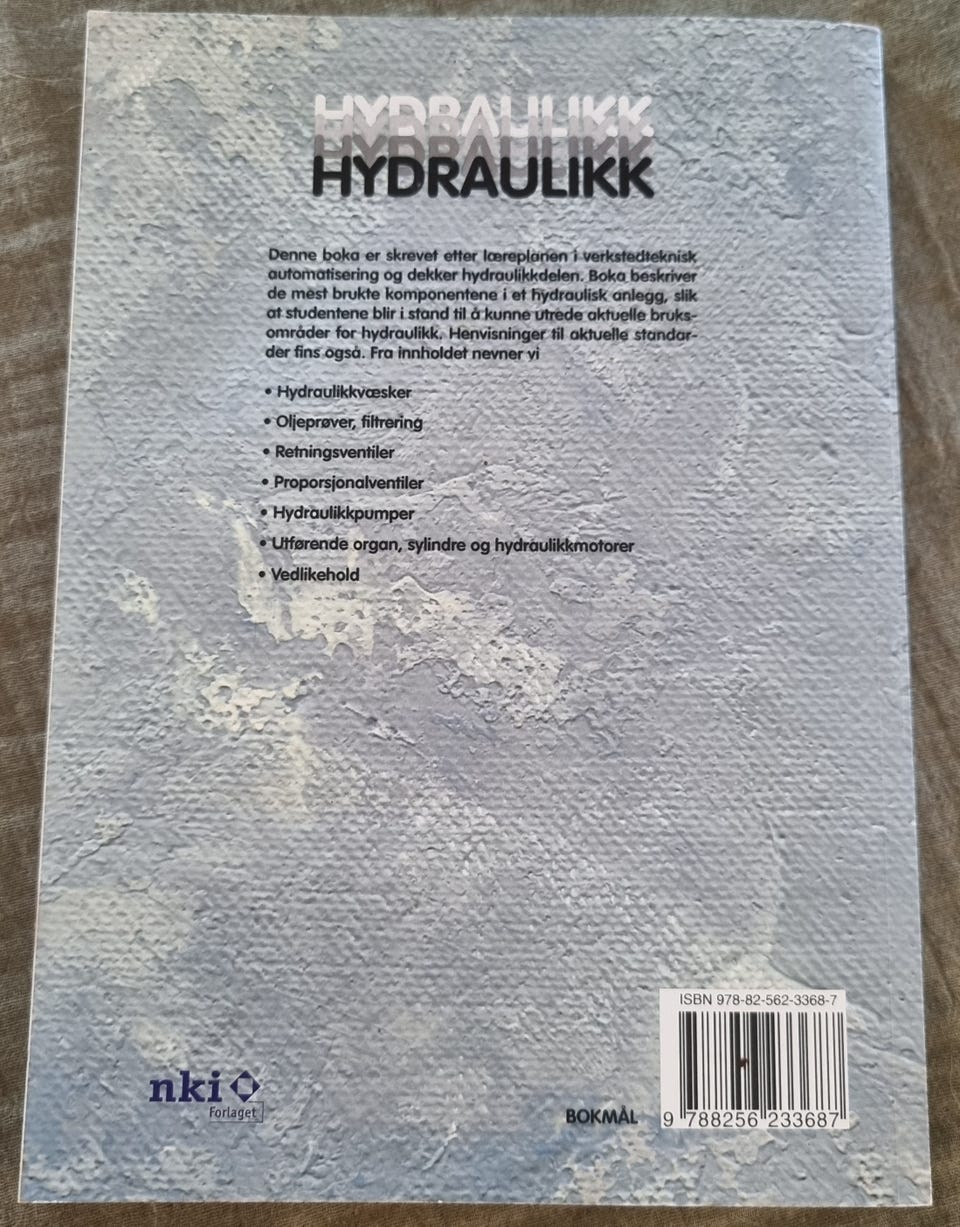 HYDRAULIKK
HYDRAULIKK
HYDRAULIKK
Denne boka er skrevet etter læreplanen i verkstedteknisk
automatisering og dekker hydraulikkdelen. Boka beskriver
de mest brukte komponentene i et hydraulisk anlegg, slik
at studentene blir i stand til å kunne utrede aktuelle bruks-
områder for hydraulikk. Henvisninger til aktuelle standar-
der fins også. Fra innholdet nevner vi
• Hydraulikkvæsker
• Oljeprøver, filtrering
• Retningsventiler
• Proporsjonalventiler
• Hydraulikkpumper
• Utførende organ, sylindre og hydraulikkmotorer
• Vedlikehold
ISBN 978-82-562-3368-7
nki
Forlaget
BOKMÅL
9 788256 233687